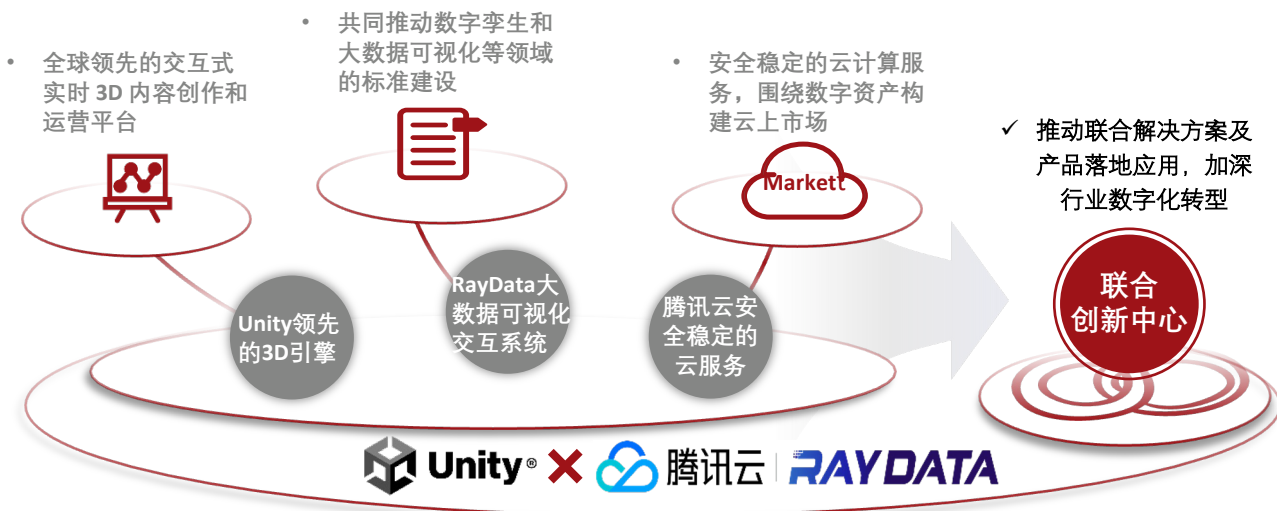 • 全球领先的交互式
实时 3D 内容创作和
运营平台
• 共同推动数字孪生和
大数据可视化等领域
的标准建设
• 安全稳定的云计算服
务，围绕数字资产构
建云上市场
Markett
✓ 推动联合解决方案及
产品落地应用，加深
行业数字化转型
Unity领先
的3D引擎
RayData大
数据可视化
交互系统
腾讯云安
全稳定的
云服务
联合
创新中心
Unity® × 腾讯云 | RAYDATA